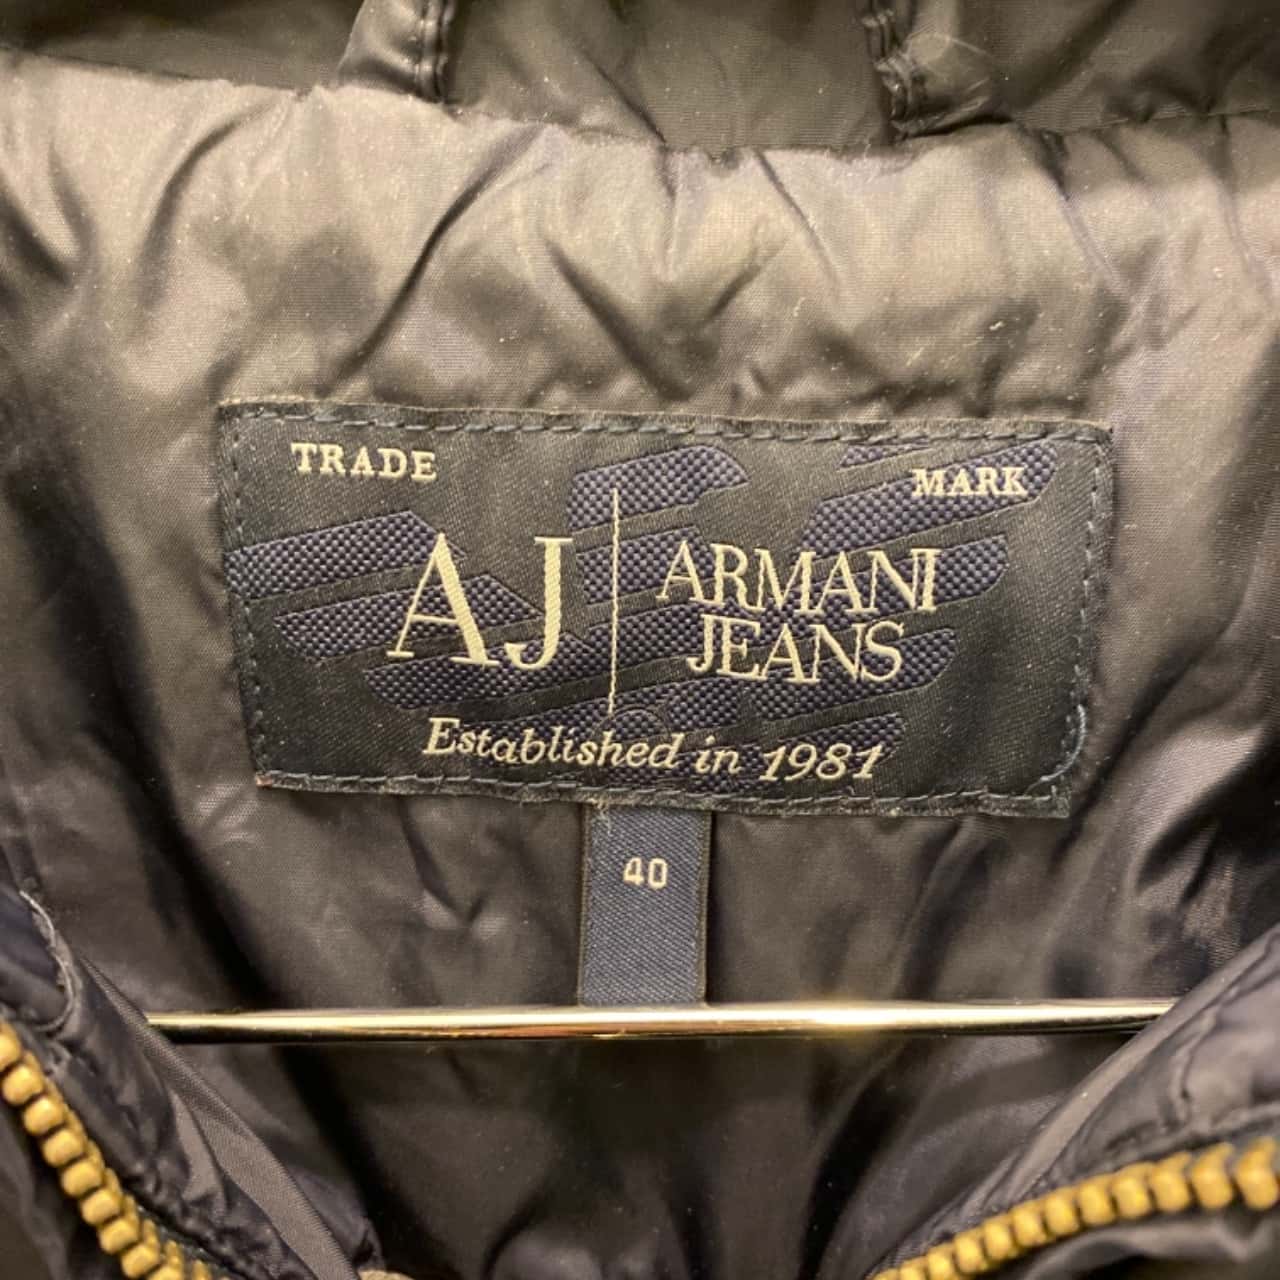 TRADE MARK
AJ
ARMANI
JEANS
Established in 1981
40